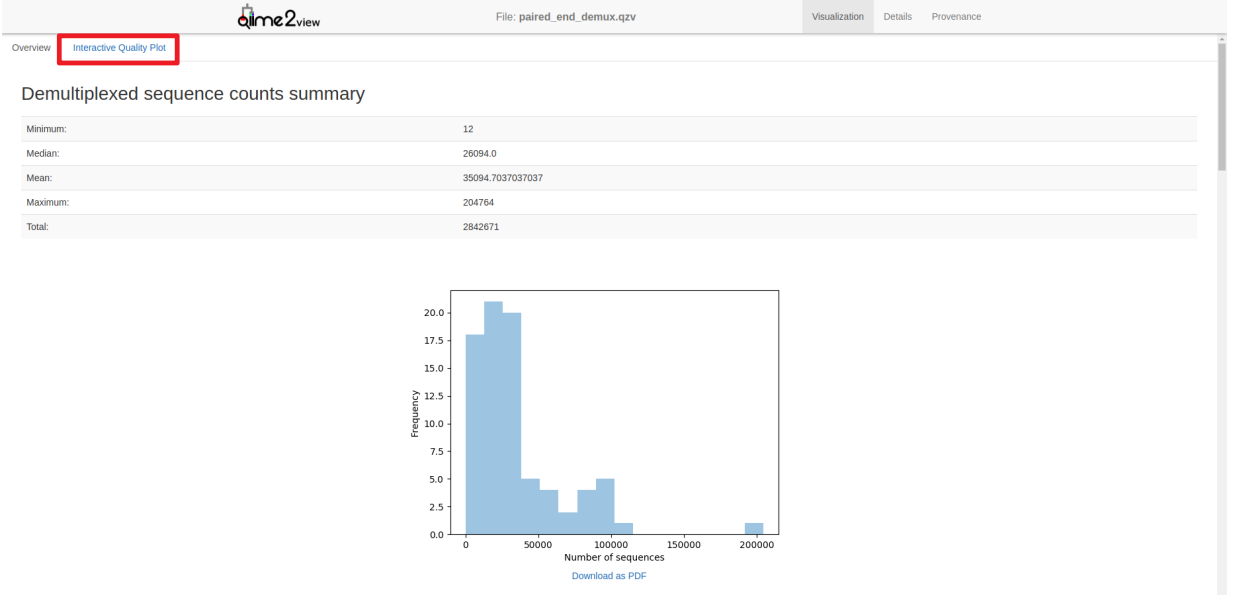 qiime2view File: paired_end_demux.qzv Visualization Details Provenance
Overview Interactive Quality Plot
Demultiplexed sequence counts summary
Minimum: 12
Median: 26094.0
Mean: 35094.7037037037
Maximum: 204764
Total: 2842671
20.0
17.5
15.0
12.5
10.0
7.5
5.0
2.5
0.0
Frequency
0 50000 100000 150000 200000
Number of sequences
Download as PDF